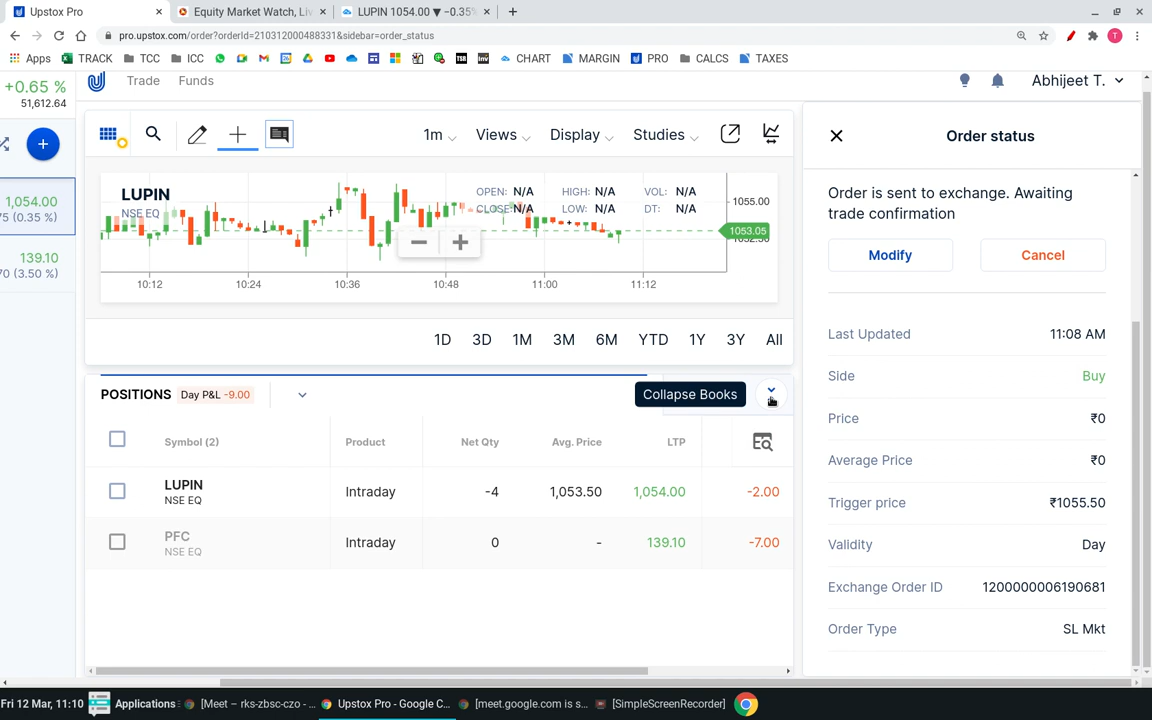 Upstox Pro
Equity Market Watch, Liv
LUPIN 1054.00 ▼ −0.35%
pro.upstox.com/order?orderId=210312000488331&sidebar=order_status
Apps
TRACK
TCC
ICC
CHART
MARGIN
PRO
CALCS
TAXES
+0.65 %
51,612.64
Trade
Funds
Abhijeet T.
1m
Views
Display
Studies
1,054.00
75 (0.35 %)
139.10
70 (3.50 %)
LUPIN
NSE EQ
OPEN: N/A
HIGH: N/A
VOL: N/A
CLOSE: N/A
LOW: N/A
DT: N/A
1055.00
1053.05
1052.50
10:12
10:24
10:36
10:48
11:00
11:12
1D
3D
1M
3M
6M
YTD
1Y
3Y
All
POSITIONS
Day P&L -9.00
Collapse Books
Symbol (2)
Product
Net Qty
Avg. Price
LTP
LUPIN
NSE EQ
Intraday
-4
1,053.50
1,054.00
-2.00
PFC
NSE EQ
Intraday
0
-
139.10
-7.00
Order status
Order is sent to exchange. Awaiting
trade confirmation
Modify
Cancel
Last Updated
11:08 AM
Side
Buy
Price
₹0
Average Price
₹0
Trigger price
₹1055.50
Validity
Day
Exchange Order ID
1200000006190681
Order Type
SL Mkt
Fri 12 Mar, 11:10
Applications
[Meet – rks-zbsc-czo - ...
Upstox Pro - Google C...
[meet.google.com is s...
[SimpleScreenRecorder]